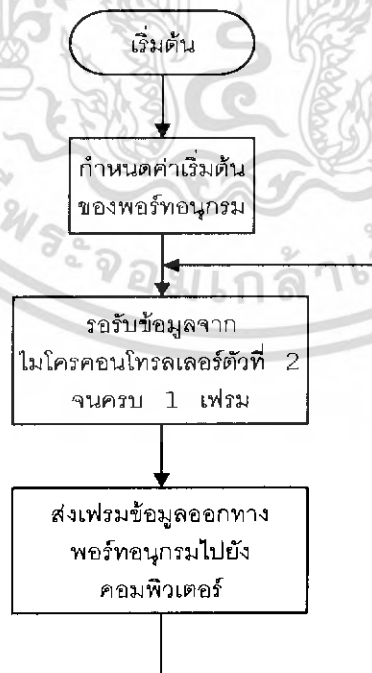 เริ่มต้น
กำหนดค่าเริ่มต้น
ของพอร์ทอนุกรม
รอรับข้อมูลจาก
ไมโครคอนโทรลเลอร์ตัวที่ 2
จนครบ 1 เฟรม
ส่งเฟรมข้อมูลออกทาง
พอร์ทอนุกรมไปยัง
คอมพิวเตอร์